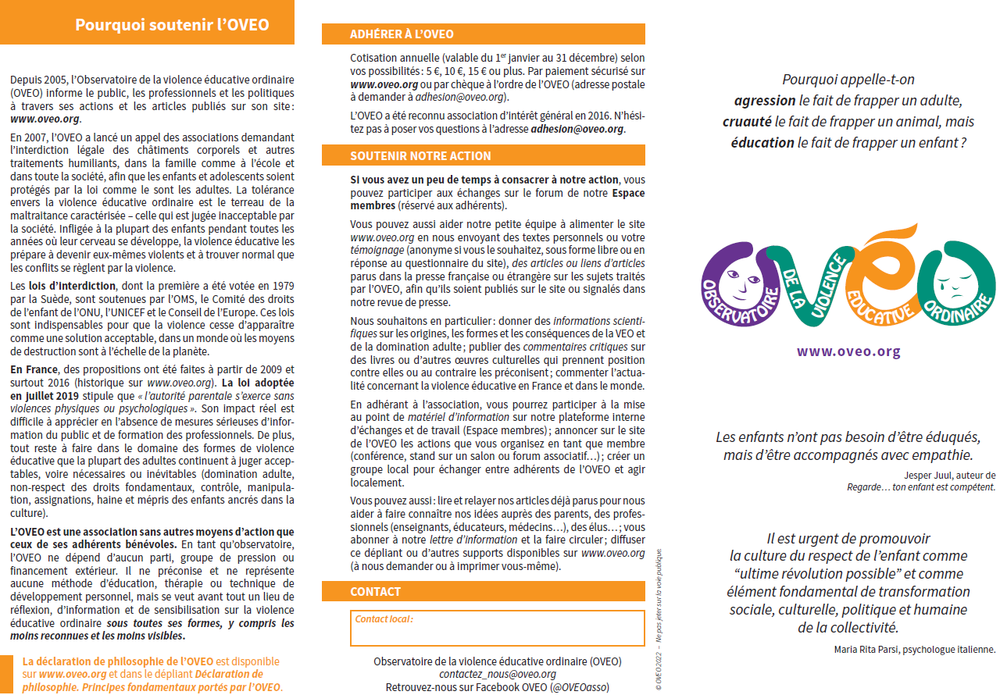 Pourquoi soutenir l’OVEO
Depuis 2005, l’Observatoire de la violence éducative ordinaire
(OVEO) informe le public, les professionnels et les politiques
à travers ses actions et les articles publiés sur son site :
www.oveo.org.
En 2007, l’OVEO a lancé un appel des associations demandant
l’interdiction légale des châtiments corporels et autres
traitements humiliants, dans la famille comme à l’école et
dans toute la société, afin que les enfants et adolescents soient
protégés par la loi comme le sont les adultes. La tolérance
envers la violence éducative ordinaire est le terreau de la
maltraitance caractérisée – celle qui est jugée inacceptable par
la société. Infligée à la plupart des enfants pendant toutes les
années où leur cerveau se développe, la violence éducative les
prépare à devenir eux-mêmes violents et à trouver normal que
les conflits se règlent par la violence.
Les lois d’interdiction, dont la première a été votée en 1979
par la Suède, sont soutenues par l’OMS, le Comité des droits
de l’enfant de l’ONU, l’UNICEF et le Conseil de l’Europe. Ces lois
sont indispensables pour que la violence cesse d’apparaître
comme une solution acceptable, dans un monde où les moyens
de destruction sont à l’échelle de la planète.
En France, des propositions ont été faites à partir de 2009 et
surtout 2016 (historique sur www.oveo.org). La loi adoptée
en juillet 2019 stipule que « l’autorité parentale s’exerce sans
violences physiques ou psychologiques ». Son impact réel est
difficile à apprécier en l’absence de mesures sérieuses d’infor-
mation du public et de formation des professionnels. De plus,
tout reste à faire dans le domaine des formes de violence
éducative que la plupart des adultes continuent à juger accep-
tables, voire nécessaires ou inévitables (domination adulte,
non-respect des droits fondamentaux, contrôle, manipula-
tion, assignations, haine et mépris des enfants ancrés dans la
culture).
L’OVEO est une association sans autres moyens d’action que
ceux de ses adhérents bénévoles. En tant qu’observatoire,
l’OVEO ne dépend d’aucun parti, groupe de pression ou
financement extérieur. Il ne préconise et ne représente
aucune méthode d’éducation, thérapie ou technique de
développement personnel, mais se veut avant tout un lieu de
réflexion, d’information et de sensibilisation sur la violence
éducative ordinaire sous toutes ses formes, y compris les
moins reconnues et les moins visibles.
La déclaration de philosophie de l’OVEO est disponible
sur www.oveo.org et dans le dépliant Déclaration de
philosophie. Principes fondamentaux portés par l’OVEO.
ADHÉRER À L’OVEO
Cotisation annuelle (valable du 1er janvier au 31 décembre) selon
vos possibilités : 5 €, 10 €, 15 € ou plus. Par paiement sécurisé sur
www.oveo.org ou par chèque à l’ordre de l’OVEO (adresse postale
à demander à adhesion@oveo.org).
L’OVEO a été reconnu association d’intérêt général en 2016. N’hési-
tez pas à poser vos questions à l’adresse adhesion@oveo.org.
SOUTENIR NOTRE ACTION
Si vous avez un peu de temps à consacrer à notre action, vous
pouvez participer aux échanges sur le forum de notre Espace
membres (réservé aux adhérents).
Vous pouvez aussi aider notre petite équipe à alimenter le site
www.oveo.org en nous envoyant des textes personnels ou votre
témoignage (anonyme si vous le souhaitez, sous forme libre ou en
réponse au questionnaire du site), des articles ou liens d’articles
parus dans la presse française ou étrangère sur les sujets traités
par l’OVEO, afin qu’ils soient publiés sur le site ou signalés dans
notre revue de presse.
Nous souhaitons en particulier : donner des informations scienti-
fiques sur les origines, les formes et les conséquences de la VEO et
de la domination adulte ; publier des commentaires critiques sur
des livres ou d’autres œuvres culturelles qui prennent position
contre elles ou au contraire les préconisent ; commenter l’actua-
lité concernant la violence éducative en France et dans le monde.
En adhérant à l’association, vous pourrez participer à la mise
au point de matériel d’information sur notre plateforme interne
d’échanges et de travail (Espace membres) ; annoncer sur le site
de l’OVEO les actions que vous organisez en tant que membre
(conférence, stand sur un salon ou forum associatif…) ; créer un
groupe local pour échanger entre adhérents de l’OVEO et agir
localement.
Vous pouvez aussi : lire et relayer nos articles déjà parus pour nous
aider à faire connaître nos idées auprès des parents, des profes-
sionnels (enseignants, éducateurs, médecins…), des élus… ; vous
abonner à notre lettre d’information et la faire circuler ; diffuser
ce dépliant ou d’autres supports disponibles sur www.oveo.org
(à nous demander ou à imprimer vous-même).
CONTACT
Contact local :
Observatoire de la violence éducative ordinaire (OVEO)
contactez_nous@oveo.org
Retrouvez-nous sur Facebook OVEO (@OVEOasso)
© OVEO 2022 – Ne pas jeter sur la voie publique.
Pourquoi appelle-t-on
agression le fait de frapper un adulte,
cruauté le fait de frapper un animal, mais
éducation le fait de frapper un enfant ?
ovéo
OBSERVATOIRE DE LA VIOLENCE ÉDUCATIVE ORDINAIRE
www.oveo.org
Les enfants n’ont pas besoin d’être éduqués,
mais d’être accompagnés avec empathie.
Jesper Juul, auteur de
Regarde… ton enfant est compétent.
Il est urgent de promouvoir
la culture du respect de l’enfant comme
“ultime révolution possible” et comme
élément fondamental de transformation
sociale, culturelle, politique et humaine
de la collectivité.
Maria Rita Parsi, psychologue italienne.